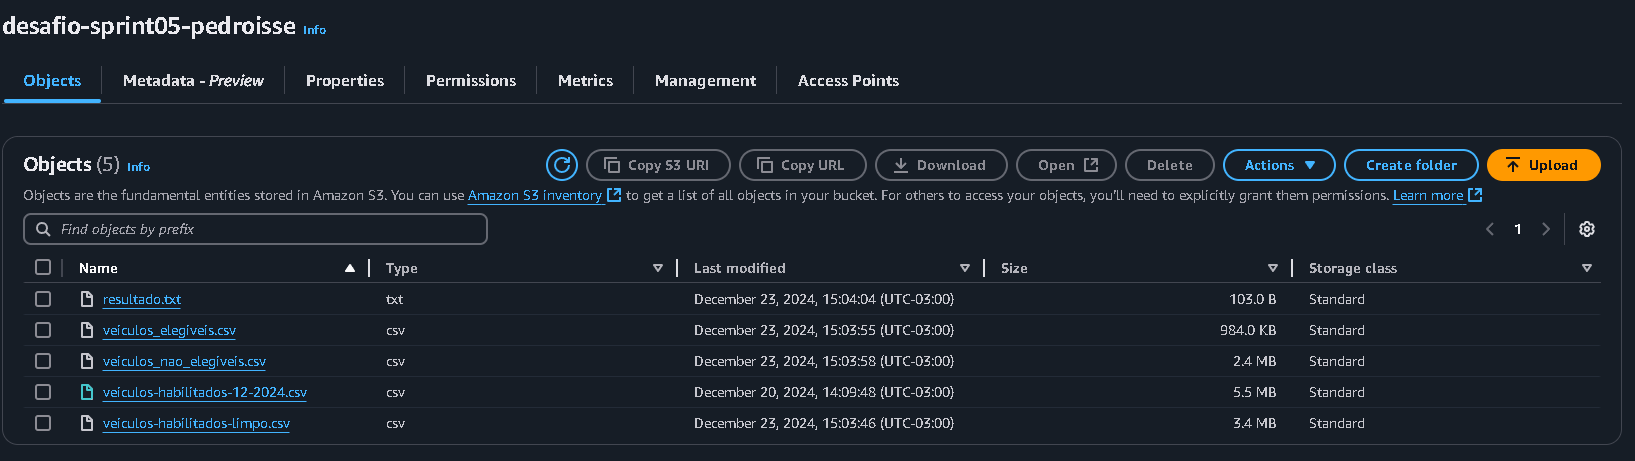 desafio-sprint05-pedroisse Info
Objects Metadata - Preview Properties Permissions Metrics Management Access Points
Objects (5) Info Copy S3 URI Copy URL Download Open Delete Actions Create folder Upload
Objects are the fundamental entities stored in Amazon S3. You can use Amazon S3 inventory to get a list of all objects in your bucket. For others to access your objects, you'll need to explicitly grant them permissions. Learn more
Find objects by prefix 1
Name Type Last modified Size Storage class
resultado.txt txt December 23, 2024, 15:04:04 (UTC-03:00) 103.0 B Standard
veiculos_elegiveis.csv csv December 23, 2024, 15:03:55 (UTC-03:00) 984.0 KB Standard
veiculos_nao_elegiveis.csv csv December 23, 2024, 15:03:58 (UTC-03:00) 2.4 MB Standard
veiculos-habilitados-12-2024.csv csv December 20, 2024, 14:09:48 (UTC-03:00) 5.5 MB Standard
veiculos-habilitados-limpo.csv csv December 23, 2024, 15:03:46 (UTC-03:00) 3.4 MB Standard